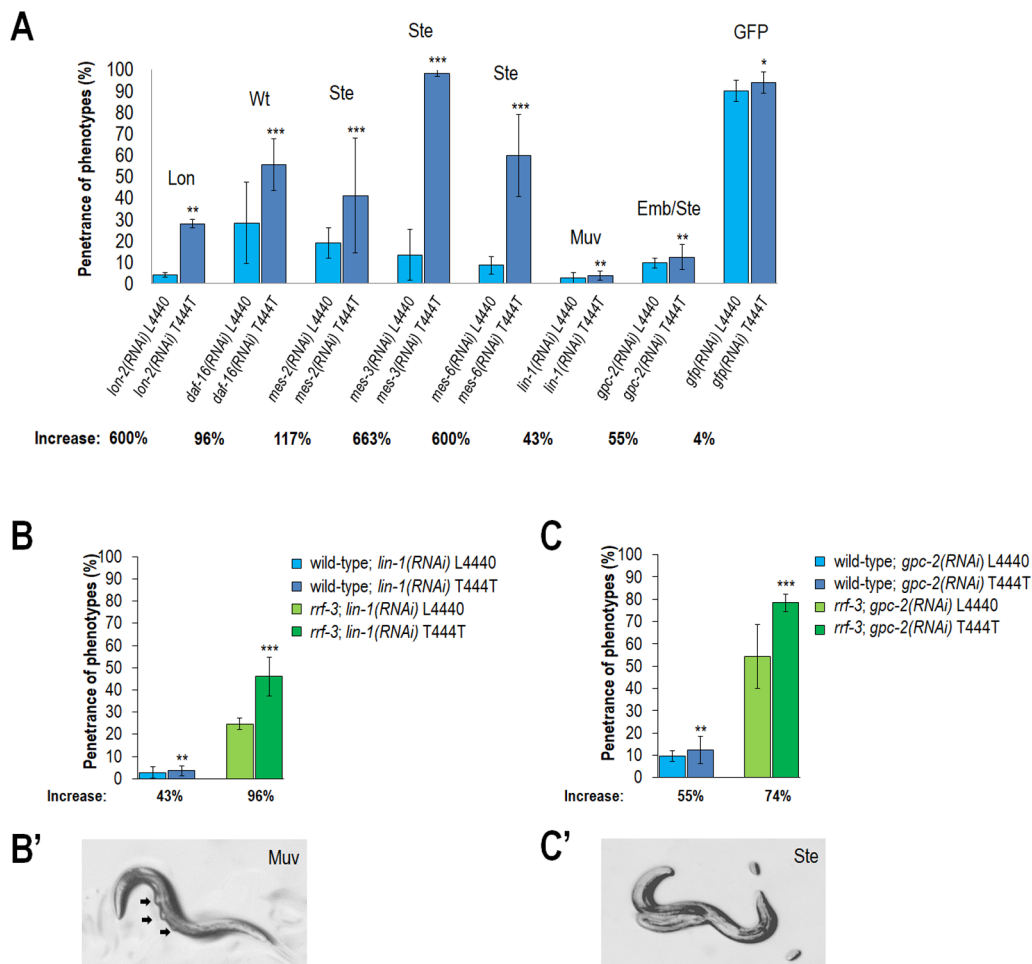 A
Penetrance of phenotypes (%)
100
90
80
70
60
50
40
30
20
10
0
Lon
**
Wt
***
Ste
***
Ste
***
Ste
***
Muv
**
Emb/Ste
**
GFP
*
lon-2(RNAi) L4440
lon-2(RNAi) T444T
daf-16(RNAi) L4440
daf-16(RNAi) T444T
mes-2(RNAi) L4440
mes-2(RNAi) T444T
mes-3(RNAi) L4440
mes-3(RNAi) T444T
mes-6(RNAi) L4440
mes-6(RNAi) T444T
lin-1(RNAi) L4440
lin-1(RNAi) T444T
gpc-2(RNAi) L4440
gpc-2(RNAi) T444T
gfp(RNAi) L4440
gfp(RNAi) T444T
Increase: 600% 96% 117% 663% 600% 43% 55% 4%
B
Penetrance of phenotypes (%)
100
90
80
70
60
50
40
30
20
10
0
**
***
wild-type; lin-1(RNAi) L4440
wild-type; lin-1(RNAi) T444T
rrf-3; lin-1(RNAi) L4440
rrf-3; lin-1(RNAi) T444T
Increase: 43% 96%
C
Penetrance of phenotypes (%)
100
90
80
70
60
50
40
30
20
10
0
**
***
wild-type; gpc-2(RNAi) L4440
wild-type; gpc-2(RNAi) T444T
rrf-3; gpc-2(RNAi) L4440
rrf-3; gpc-2(RNAi) T444T
Increase: 55% 74%
B’
Muv
C’
Ste